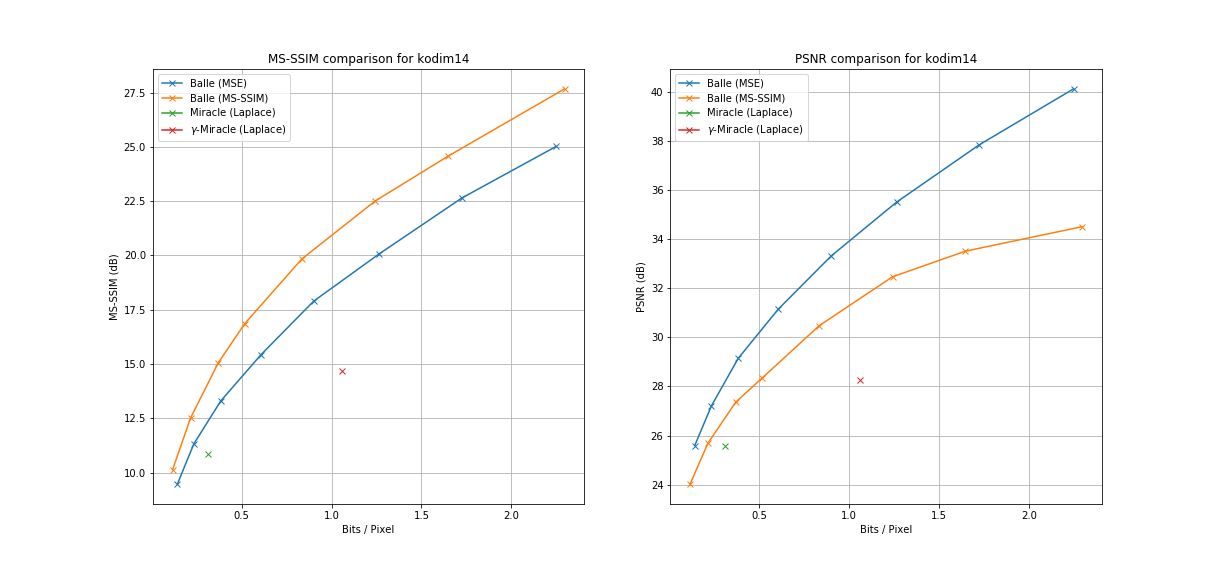 MS-SSIM comparison for kodim14
Balle (MSE)
Balle (MS-SSIM)
Miracle (Laplace)
γ-Miracle (Laplace)
27.5
25.0
22.5
20.0
17.5
15.0
12.5
10.0
MS-SSIM (dB)
0.5 1.0 1.5 2.0
Bits / Pixel
PSNR comparison for kodim14
Balle (MSE)
Balle (MS-SSIM)
Miracle (Laplace)
γ-Miracle (Laplace)
40
38
36
34
32
30
28
26
24
PSNR (dB)
0.5 1.0 1.5 2.0
Bits / Pixel